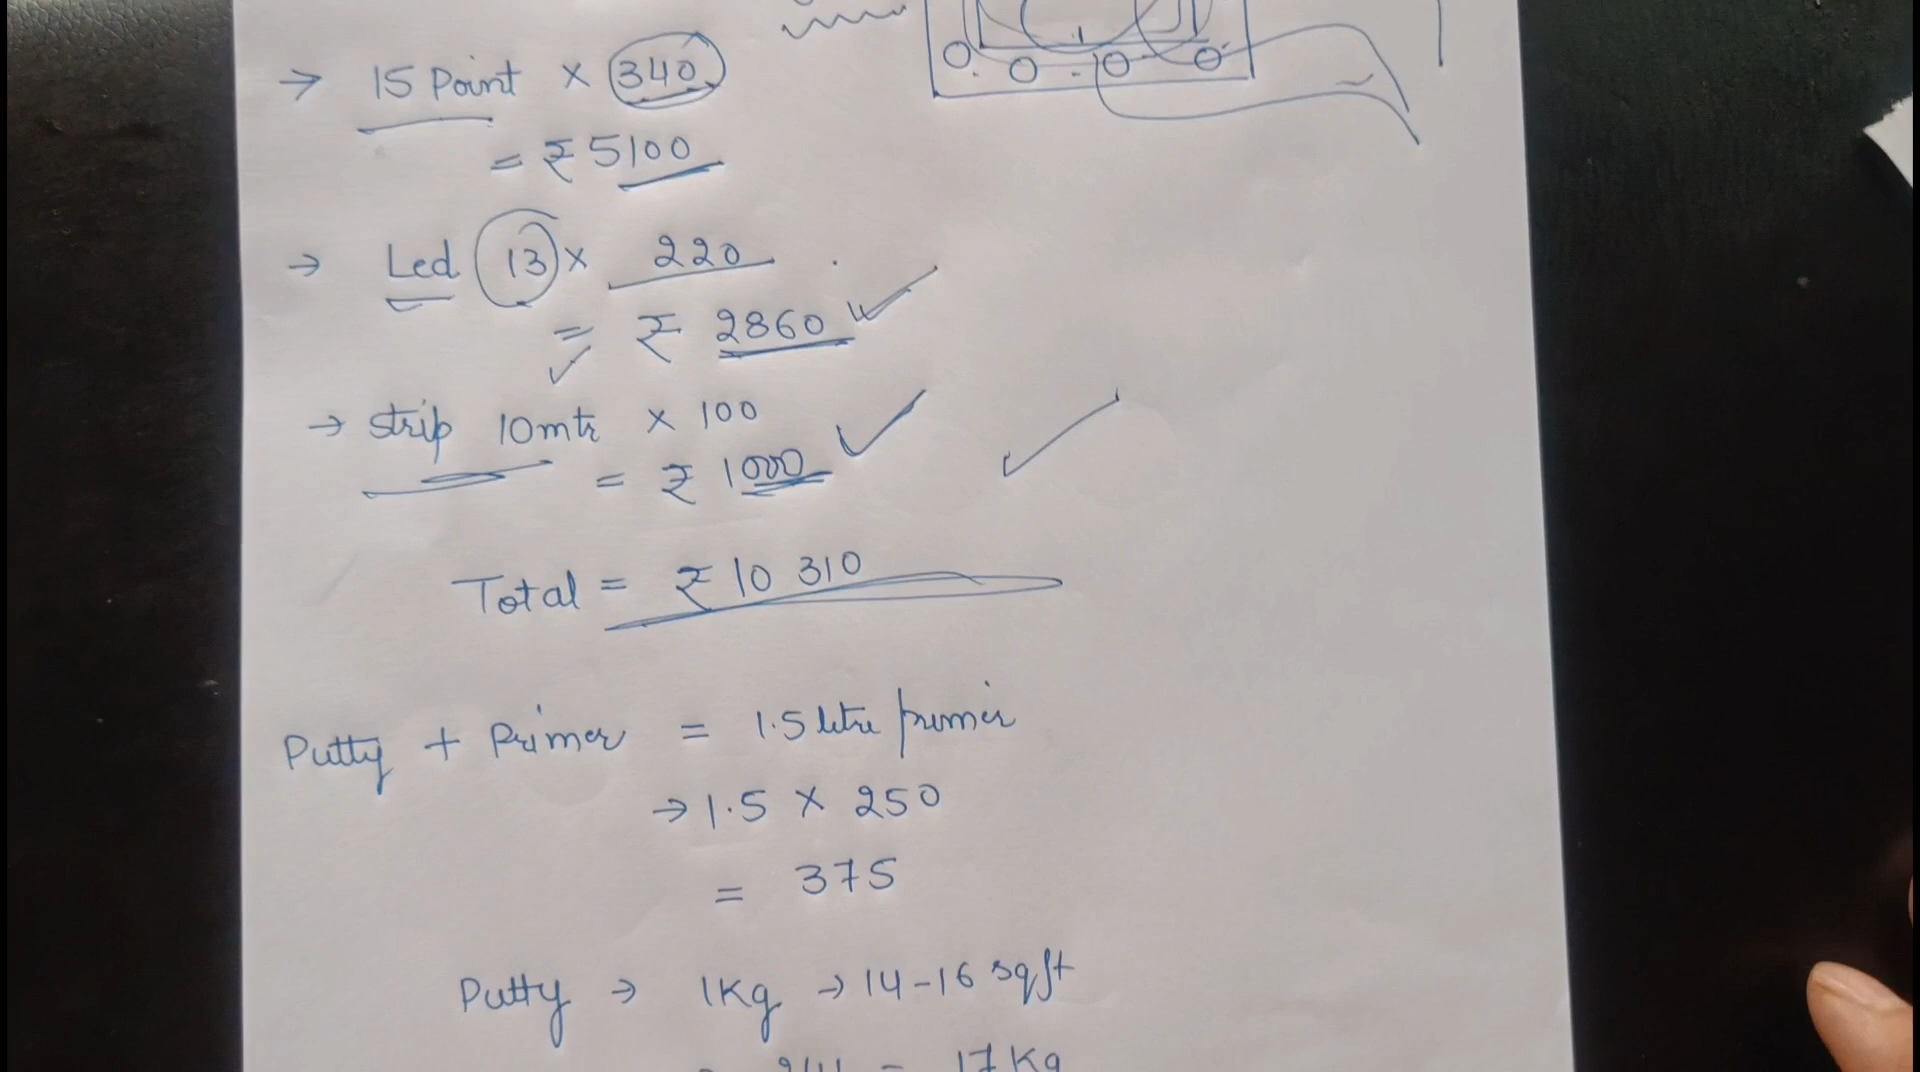 → 15 Point × 340
= ₹ 5100
→ Led 13 × 220
= ₹ 2860
→ strip 10mtr × 100
= ₹ 1000
Total = ₹ 10 310
Putty + Primer = 1.5 litre primer
→ 1.5 × 250
= 375
Putty → 1Kg → 14-16 sqft
= 17 Kg